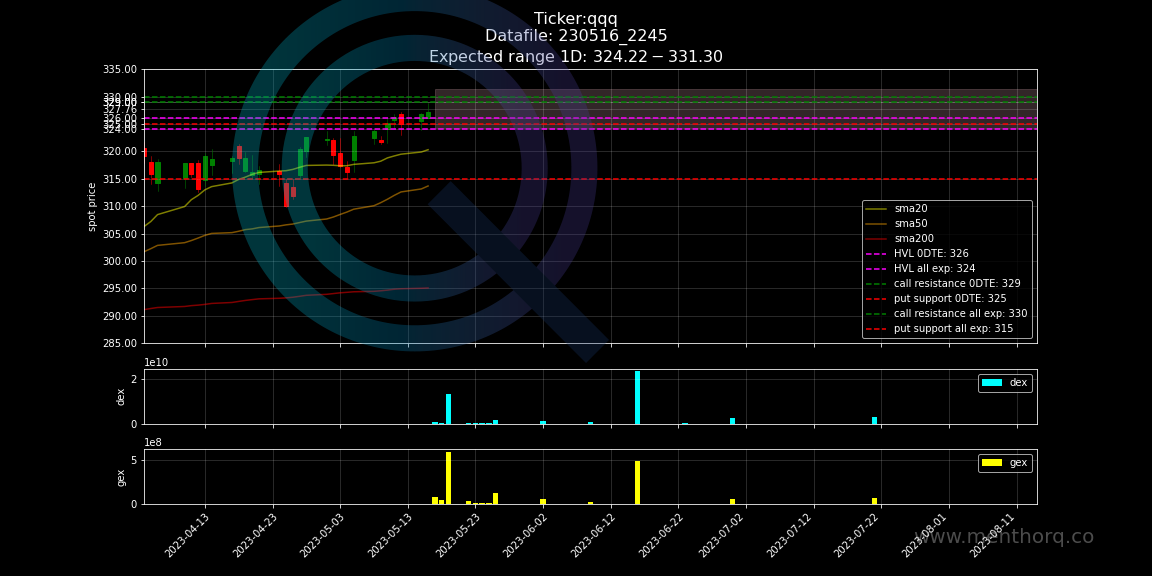 Ticker:qqq
Datafile: 230516_2245
Expected range 1D: 324.22 − 331.30
335.00
330.00
329.00
327.76
326.00
325.00
324.00
320.00
315.00
310.00
305.00
300.00
295.00
290.00
285.00
spot price
sma20
sma50
sma200
HVL 0DTE: 326
HVL all exp: 324
call resistance 0DTE: 329
put support 0DTE: 325
call resistance all exp: 330
put support all exp: 315
1e10
2
0
dex
dex
1e8
5
0
gex
gex
2023-04-13
2023-04-23
2023-05-03
2023-05-13
2023-05-23
2023-06-02
2023-06-12
2023-06-22
2023-07-02
2023-07-12
2023-07-22
2023-08-01
2023-08-11
www.menthorq.co